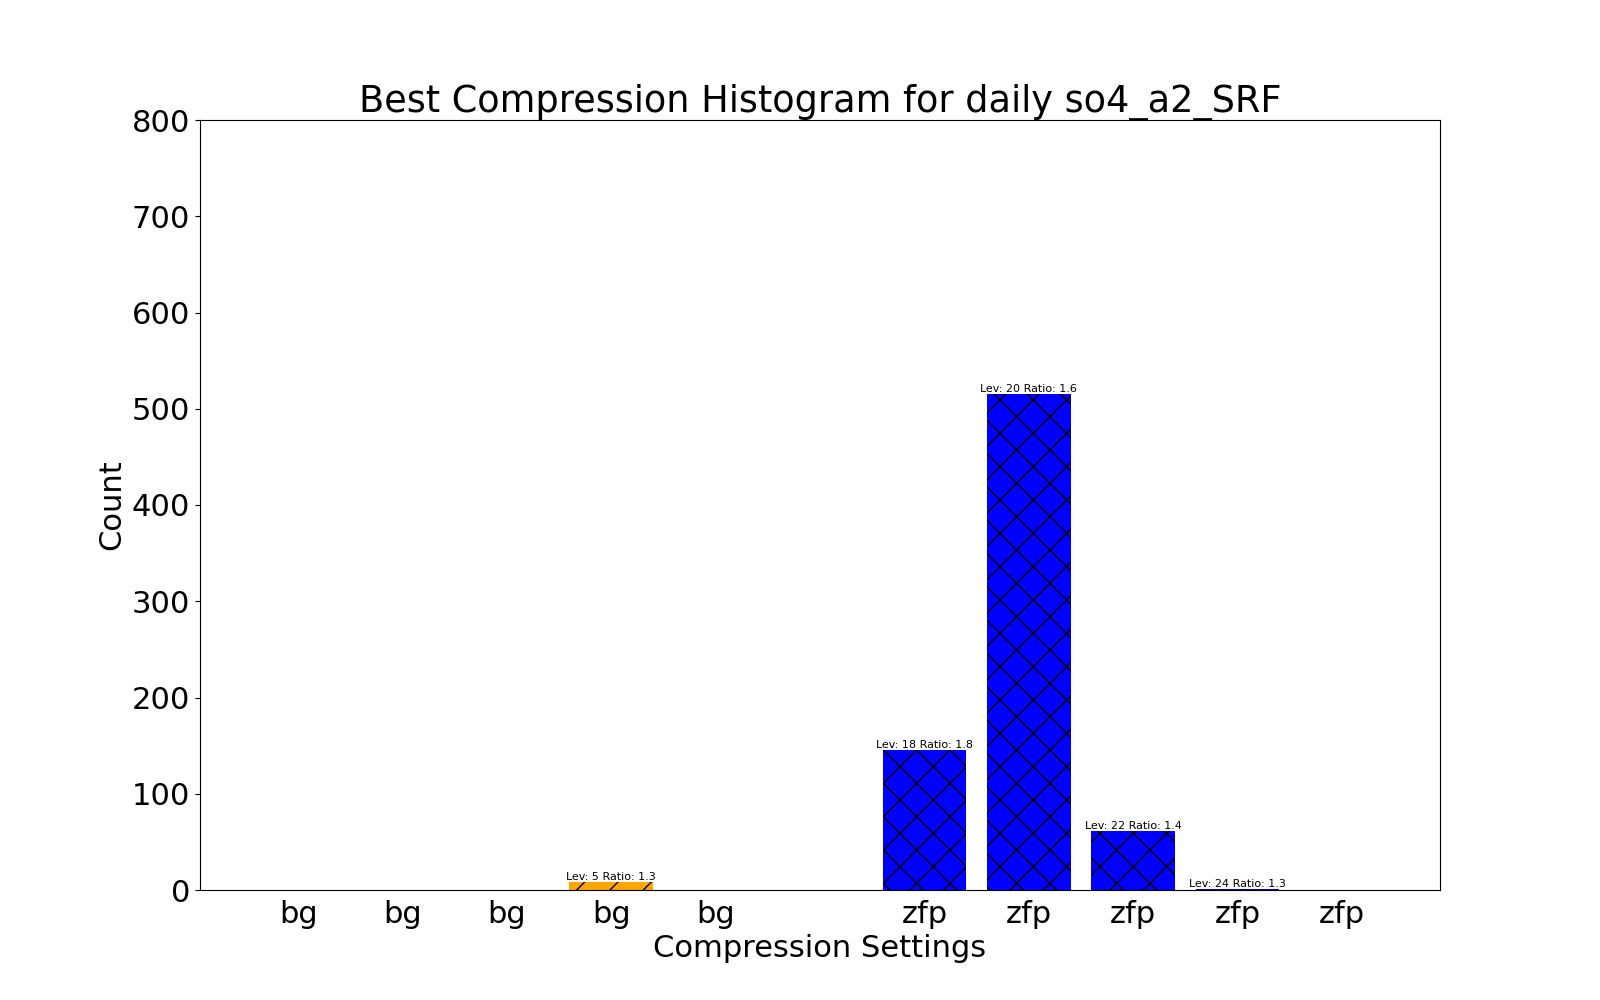 Best Compression Histogram for daily so4_a2_SRF
800
700
600
500
400
300
200
100
0
Count
Lev: 5 Ratio: 1.3
Lev: 18 Ratio: 1.8
Lev: 20 Ratio: 1.6
Lev: 22 Ratio: 1.4
Lev: 24 Ratio: 1.3
bg bg bg bg bg zfp zfp zfp zfp zfp
Compression Settings